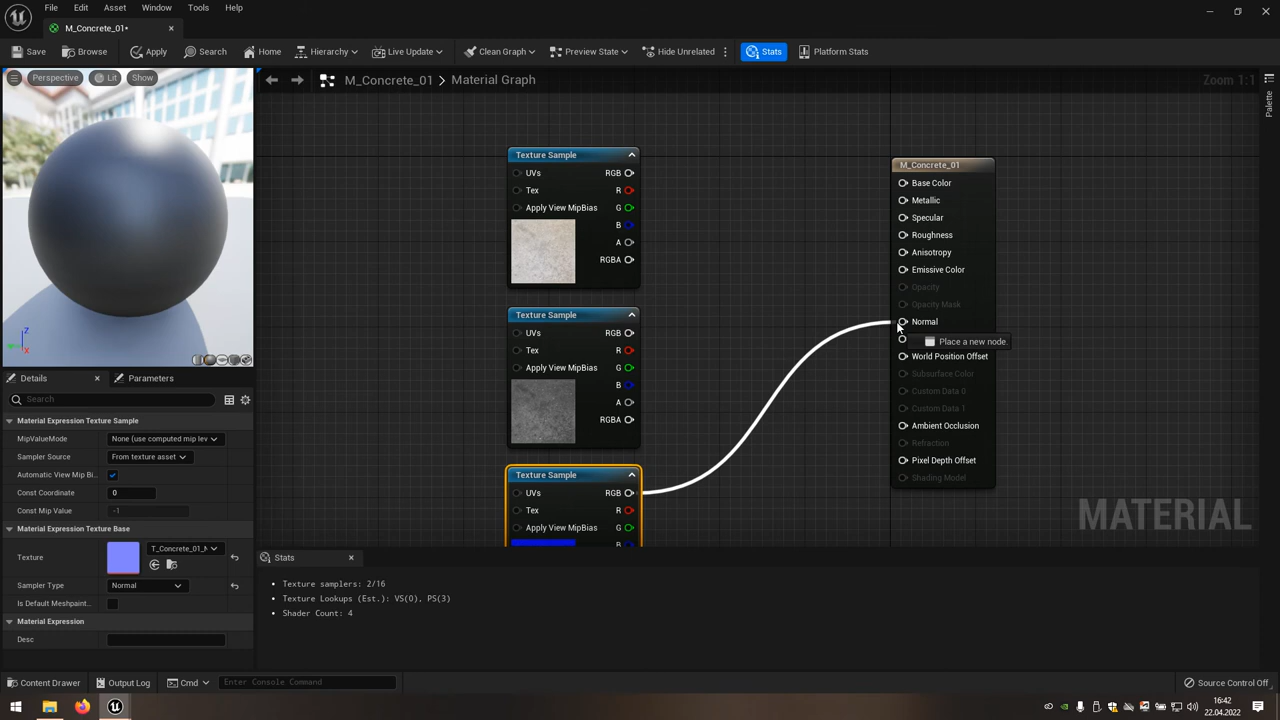 File Edit Asset Window Tools Help
M_Concrete_01•
Save Browse Apply Search Home Hierarchy Live Update Clean Graph Preview State Hide Unrelated Stats Platform Stats
Perspective Lit Show
M_Concrete_01 > Material Graph
Zoom 1:1
Palette
Texture Sample
UVs RGB
Tex R
Apply View MipBias G
B
A
RGBA
Texture Sample
UVs RGB
Tex R
Apply View MipBias G
B
A
RGBA
Texture Sample
UVs RGB
Tex R
Apply View MipBias G
B
M_Concrete_01
Base Color
Metallic
Specular
Roughness
Anisotropy
Emissive Color
Opacity
Opacity Mask
Normal
Place a new node.
World Position Offset
Subsurface Color
Custom Data 0
Custom Data 1
Ambient Occlusion
Refraction
Pixel Depth Offset
Shading Model
MATERIAL
Z
X
Details Parameters
Search
Material Expression Texture Sample
MipValueMode None (use computed mip lev
Sampler Source From texture asset
Automatic View Mip Bi...
Const Coordinate 0
Const Mip Value -1
Material Expression Texture Base
Texture T_Concrete_01_N
Sampler Type Normal
Is Default Meshpaint...
Material Expression
Desc
Stats
Texture samplers: 2/16
Texture Lookups (Est.): VS(0), PS(3)
Shader Count: 4
Content Drawer Output Log Cmd Enter Console Command Source Control Off
16:42
22.04.2022